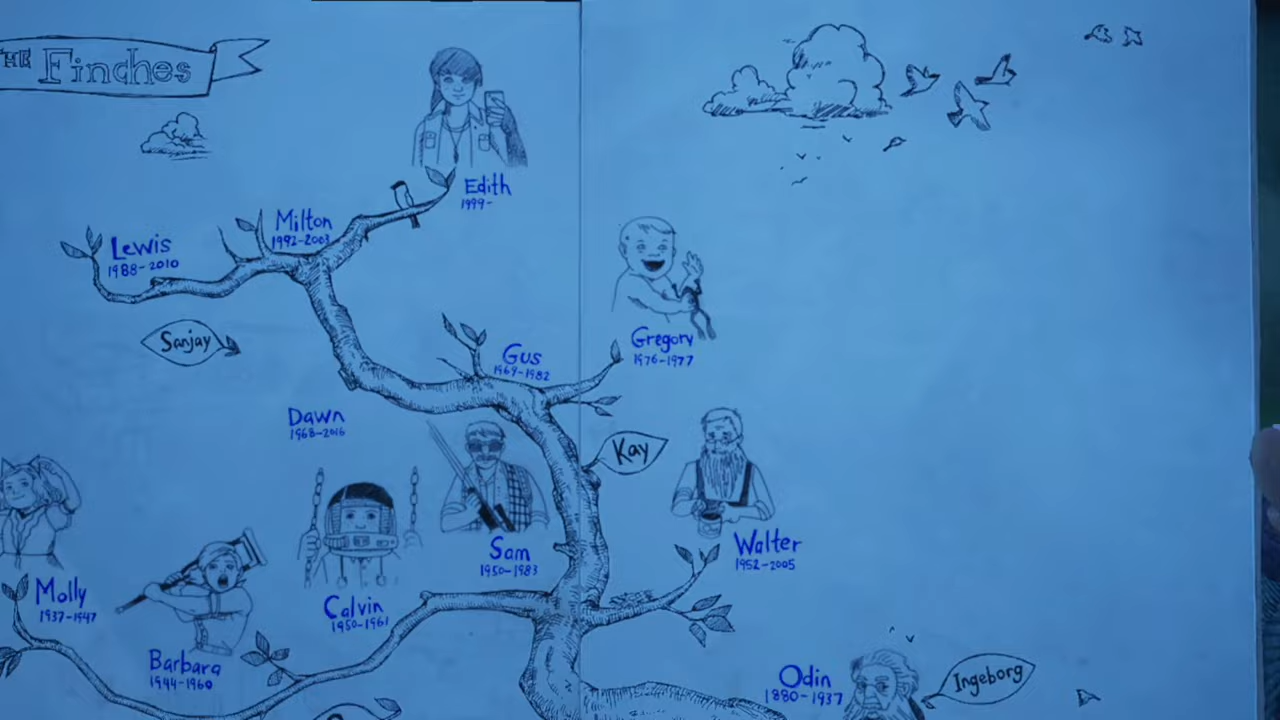 THE Finches
Edith
1999-
Milton
1992-2003
Lewis
1988-2010
Sanjay
Gregory
1976-1977
Gus
1969-1982
Dawn
1968-2016
Kay
Walter
1952-2005
Sam
1950-1983
Molly
1937-1947
Calvin
1950-1961
Barbara
1944-1960
Odin
1880-1937
Ingeborg